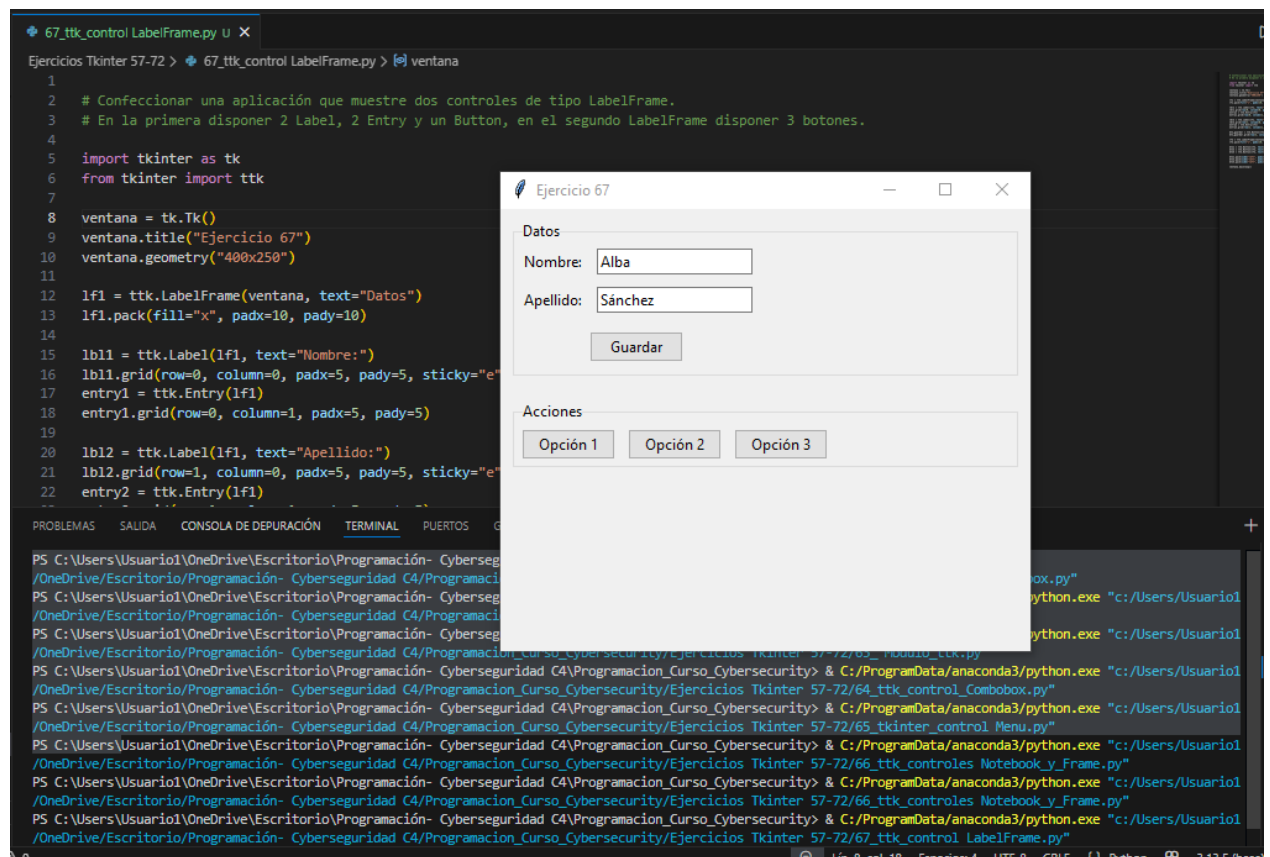 67_ttk_control LabelFrame.py U ✕
Ejercicios Tkinter 57-72 > 67_ttk_control LabelFrame.py > ventana
1
2 # Confeccionar una aplicación que muestre dos controles de tipo LabelFrame.
3 # En la primera disponer 2 Label, 2 Entry y un Button, en el segundo LabelFrame disponer 3 botones.
4
5 import tkinter as tk
6 from tkinter import ttk
7
8 ventana = tk.Tk()
9 ventana.title("Ejercicio 67")
10 ventana.geometry("400x250")
11
12 lf1 = ttk.LabelFrame(ventana, text="Datos")
13 lf1.pack(fill="x", padx=10, pady=10)
14
15 lbl1 = ttk.Label(lf1, text="Nombre:")
16 lbl1.grid(row=0, column=0, padx=5, pady=5, sticky="e"
17 entry1 = ttk.Entry(lf1)
18 entry1.grid(row=0, column=1, padx=5, pady=5)
19
20 lbl2 = ttk.Label(lf1, text="Apellido:")
21 lbl2.grid(row=1, column=0, padx=5, pady=5, sticky="e"
22 entry2 = ttk.Entry(lf1)
Ejercicio 67
Datos
Nombre: Alba
Apellido: Sánchez
Guardar
Acciones
Opción 1 Opción 2 Opción 3
PROBLEMAS SALIDA CONSOLA DE DEPURACIÓN TERMINAL PUERTOS
PS C:\Users\Usuario1\OneDrive\Escritorio\Programación- Cyberseg
/OneDrive/Escritorio/Programación- Cyberseguridad C4/Programaci ox.py"
PS C:\Users\Usuario1\OneDrive\Escritorio\Programación- Cyberseg ython.exe "c:/Users/Usuario1
/OneDrive/Escritorio/Programación- Cyberseguridad C4/Programaci
PS C:\Users\Usuario1\OneDrive\Escritorio\Programación- Cyberseg ython.exe "c:/Users/Usuario1
/OneDrive/Escritorio/Programación- Cyberseguridad C4/Programacion_Curso_Cybersecurity/Ejercicios Tkinter 57-72/63_ Modulo_ttk.py
PS C:\Users\Usuario1\OneDrive\Escritorio\Programación- Cyberseguridad C4\Programacion_Curso_Cybersecurity> & C:/ProgramData/anaconda3/python.exe "c:/Users/Usuario1
/OneDrive/Escritorio/Programación- Cyberseguridad C4/Programacion_Curso_Cybersecurity/Ejercicios Tkinter 57-72/64_ttk_control_Combobox.py"
PS C:\Users\Usuario1\OneDrive\Escritorio\Programación- Cyberseguridad C4\Programacion_Curso_Cybersecurity> & C:/ProgramData/anaconda3/python.exe "c:/Users/Usuario1
/OneDrive/Escritorio/Programación- Cyberseguridad C4/Programacion_Curso_Cybersecurity/Ejercicios Tkinter 57-72/65_tkinter_control Menu.py"
PS C:\Users\Usuario1\OneDrive\Escritorio\Programación- Cyberseguridad C4\Programacion_Curso_Cybersecurity> & C:/ProgramData/anaconda3/python.exe "c:/Users/Usuario1
/OneDrive/Escritorio/Programación- Cyberseguridad C4/Programacion_Curso_Cybersecurity/Ejercicios Tkinter 57-72/66_ttk_controles Notebook_y_Frame.py"
PS C:\Users\Usuario1\OneDrive\Escritorio\Programación- Cyberseguridad C4\Programacion_Curso_Cybersecurity> & C:/ProgramData/anaconda3/python.exe "c:/Users/Usuario1
/OneDrive/Escritorio/Programación- Cyberseguridad C4/Programacion_Curso_Cybersecurity/Ejercicios Tkinter 57-72/66_ttk_controles Notebook_y_Frame.py"
PS C:\Users\Usuario1\OneDrive\Escritorio\Programación- Cyberseguridad C4\Programacion_Curso_Cybersecurity> & C:/ProgramData/anaconda3/python.exe "c:/Users/Usuario1
/OneDrive/Escritorio/Programación- Cyberseguridad C4/Programacion_Curso_Cybersecurity/Ejercicios Tkinter 57-72/67_ttk_control LabelFrame.py"